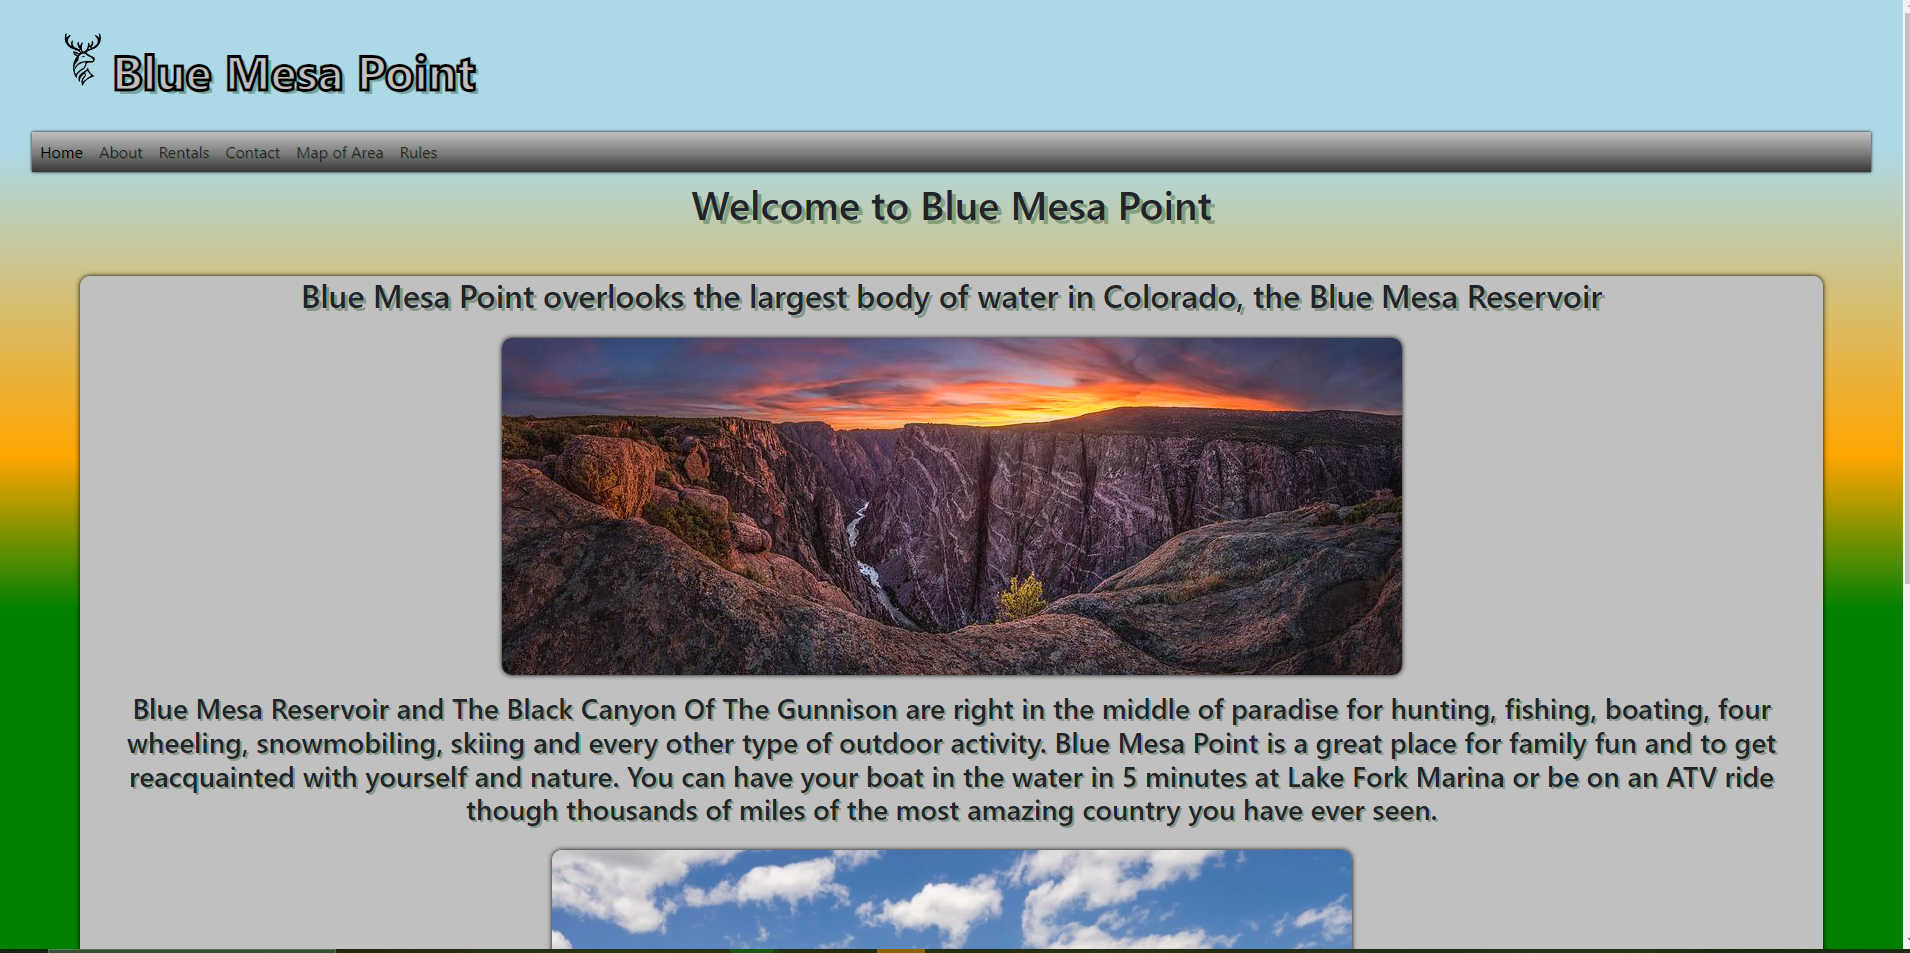 Blue Mesa Point
Home About Rentals Contact Map of Area Rules
Welcome to Blue Mesa Point
Blue Mesa Point overlooks the largest body of water in Colorado, the Blue Mesa Reservoir
Blue Mesa Reservoir and The Black Canyon Of The Gunnison are right in the middle of paradise for hunting, fishing, boating, four
wheeling, snowmobiling, skiing and every other type of outdoor activity. Blue Mesa Point is a great place for family fun and to get
reacquainted with yourself and nature. You can have your boat in the water in 5 minutes at Lake Fork Marina or be on an ATV ride
though thousands of miles of the most amazing country you have ever seen.